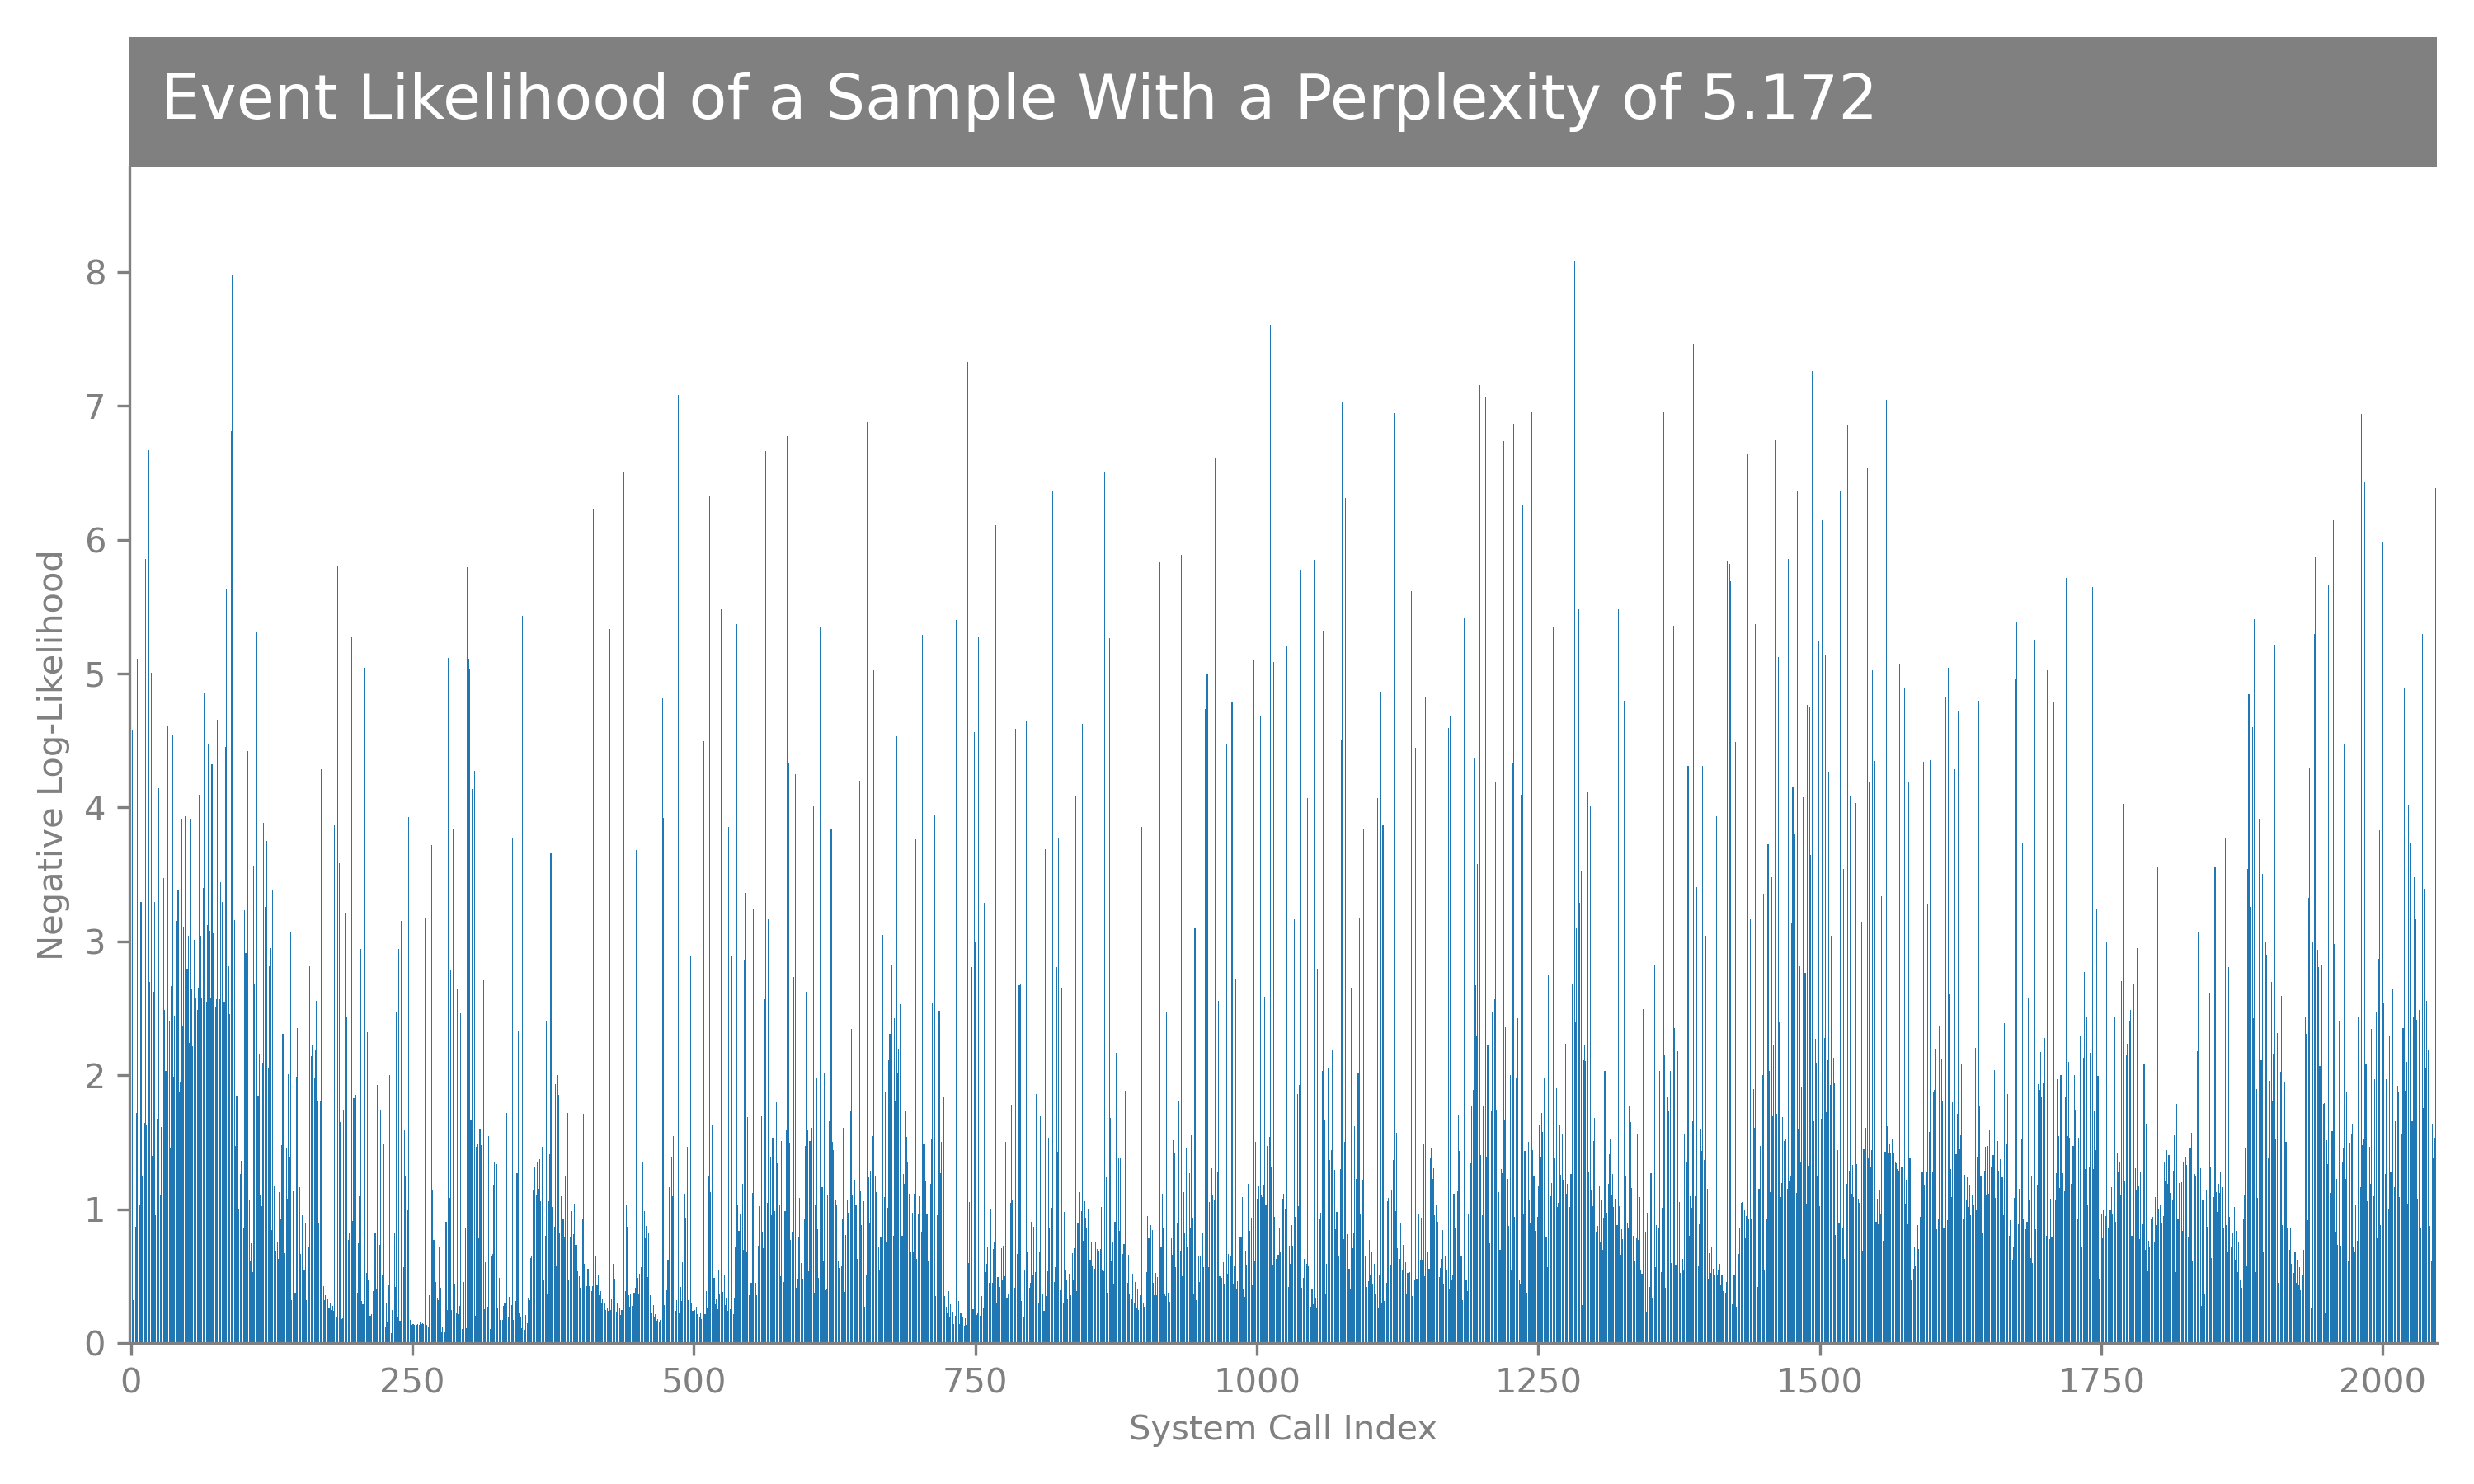 Event Likelihood of a Sample With a Perplexity of 5.172
8
7
6
5
4
3
2
1
0
Negative Log-Likelihood
0 250 500 750 1000 1250 1500 1750 2000
System Call Index